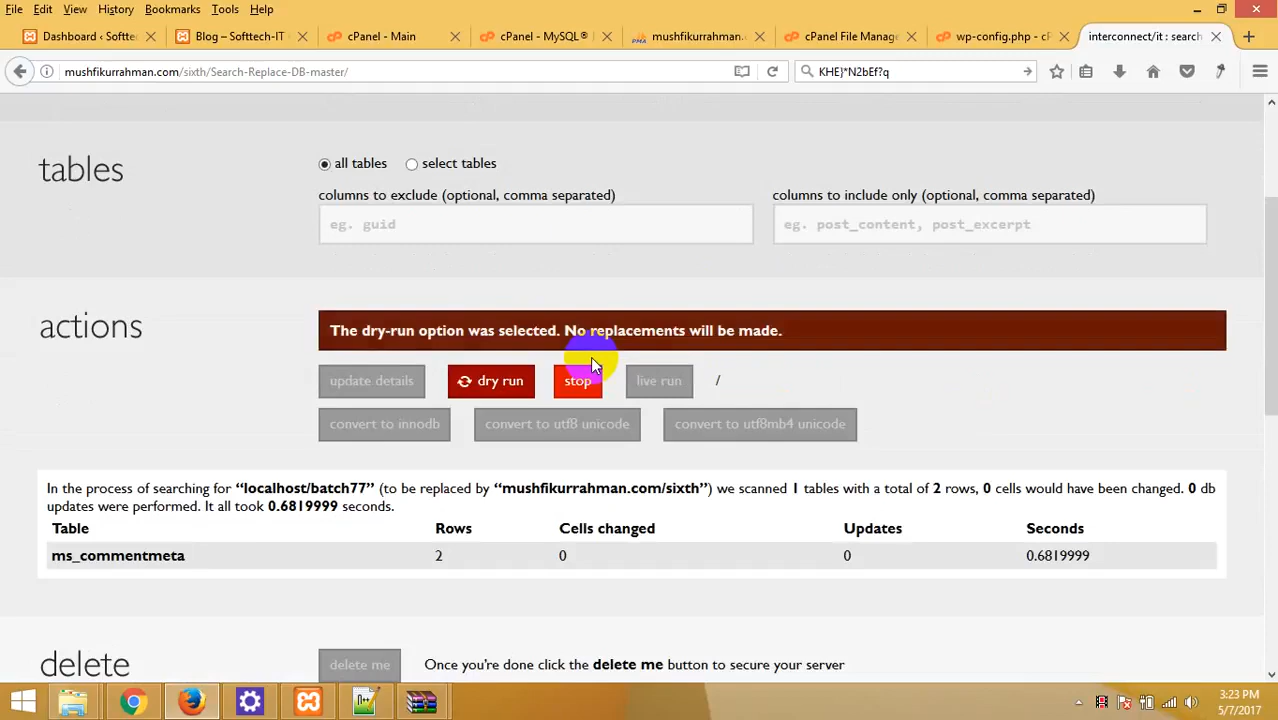 File Edit View History Bookmarks Tools Help
Dashboard ‹ Softtec
Blog – Softtech-IT
cPanel - Main
cPanel - MySQL®
mushfikurrahman.c
cPanel File Manage
wp-config.php - cP
interconnect/it : search
mushfikurrahman.com/sixth/Search-Replace-DB-master/
KHE}*N2bEf?q
tables
all tables select tables
columns to exclude (optional, comma separated)
columns to include only (optional, comma separated)
eg. guid
eg. post_content, post_excerpt
actions
The dry-run option was selected. No replacements will be made.
update details dry run stop live run /
convert to innodb convert to utf8 unicode convert to utf8mb4 unicode
In the process of searching for “localhost/batch77” (to be replaced by “mushfikurrahman.com/sixth”) we scanned 1 tables with a total of 2 rows, 0 cells would have been changed. 0 db
updates were performed. It all took 0.6819999 seconds.
Table Rows Cells changed Updates Seconds
ms_commentmeta 2 0 0 0.6819999
delete
delete me Once you’re done click the delete me button to secure your server
3:23 PM
5/7/2017